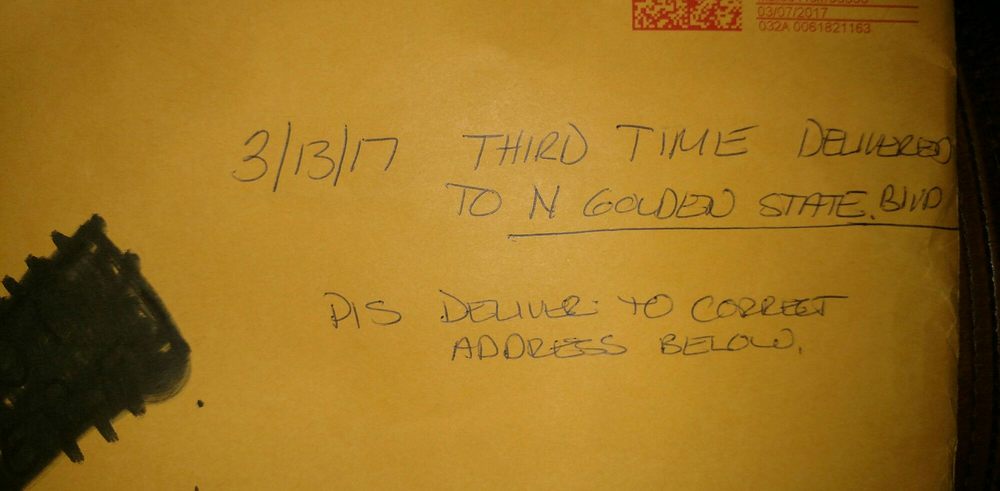 03/07/2017
032A 0061821163
3/13/17 THIRD TIME DELIVERED
TO N GOLDEN STATE. BLVD
PLS DELIVER TO CORRECT
ADDRESS BELOW.